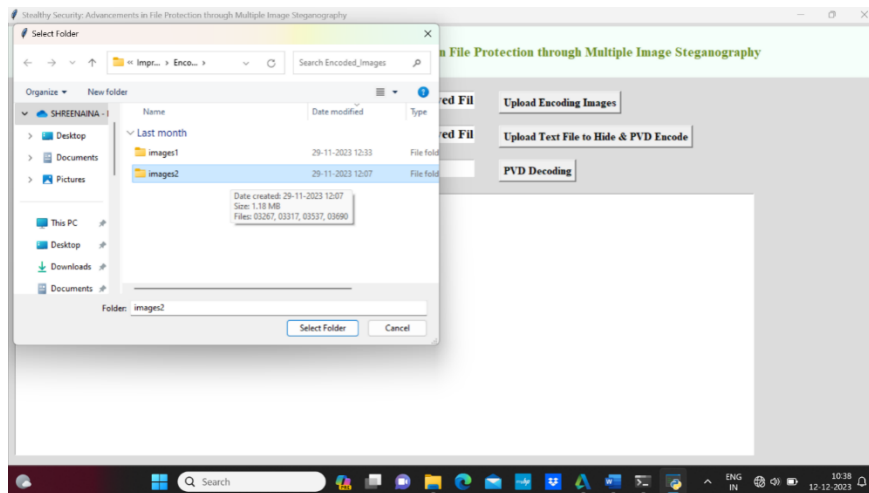 Stealthy Security: Advancements in File Protection through Multiple Image Steganography
Select Folder
n File Protection through Multiple Image Steganography
« Impr... › Enco... ›
Search Encoded_Images
Organize
New folder
Name
Date modified
Type
SHREENAINA -
Desktop
Documents
Pictures
This PC
Desktop
Downloads
Documents
Last month
images1
29-11-2023 12:33
File fold
images2
29-11-2023 12:07
File fold
Date created: 29-11-2023 12:07
Size: 1.18 MB
Files: 03267, 03317, 03537, 03690
Folder: images2
Select Folder
Cancel
ved Fil
Upload Encoding Images
ved Fil
Upload Text File to Hide & PVD Encode
PVD Decoding
Search
ENG
IN
10:38
12-12-2023